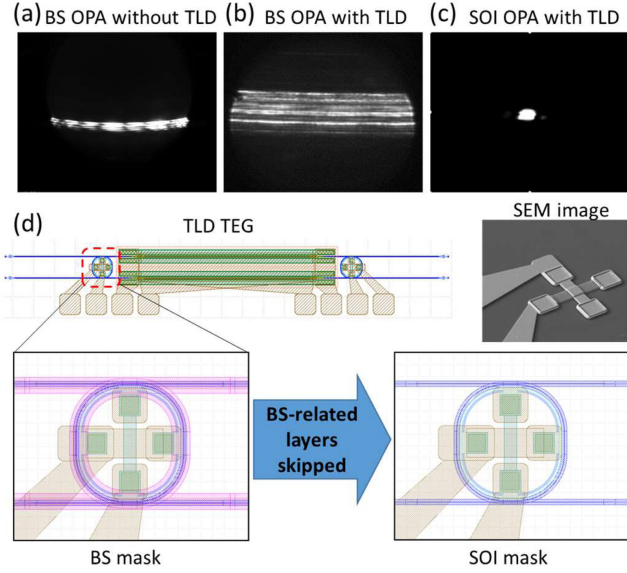 (a) BS OPA without TLD
(b) BS OPA with TLD
(c) SOI OPA with TLD
(d)
TLD TEG
SEM image
BS-related
layers
skipped
BS mask
SOI mask